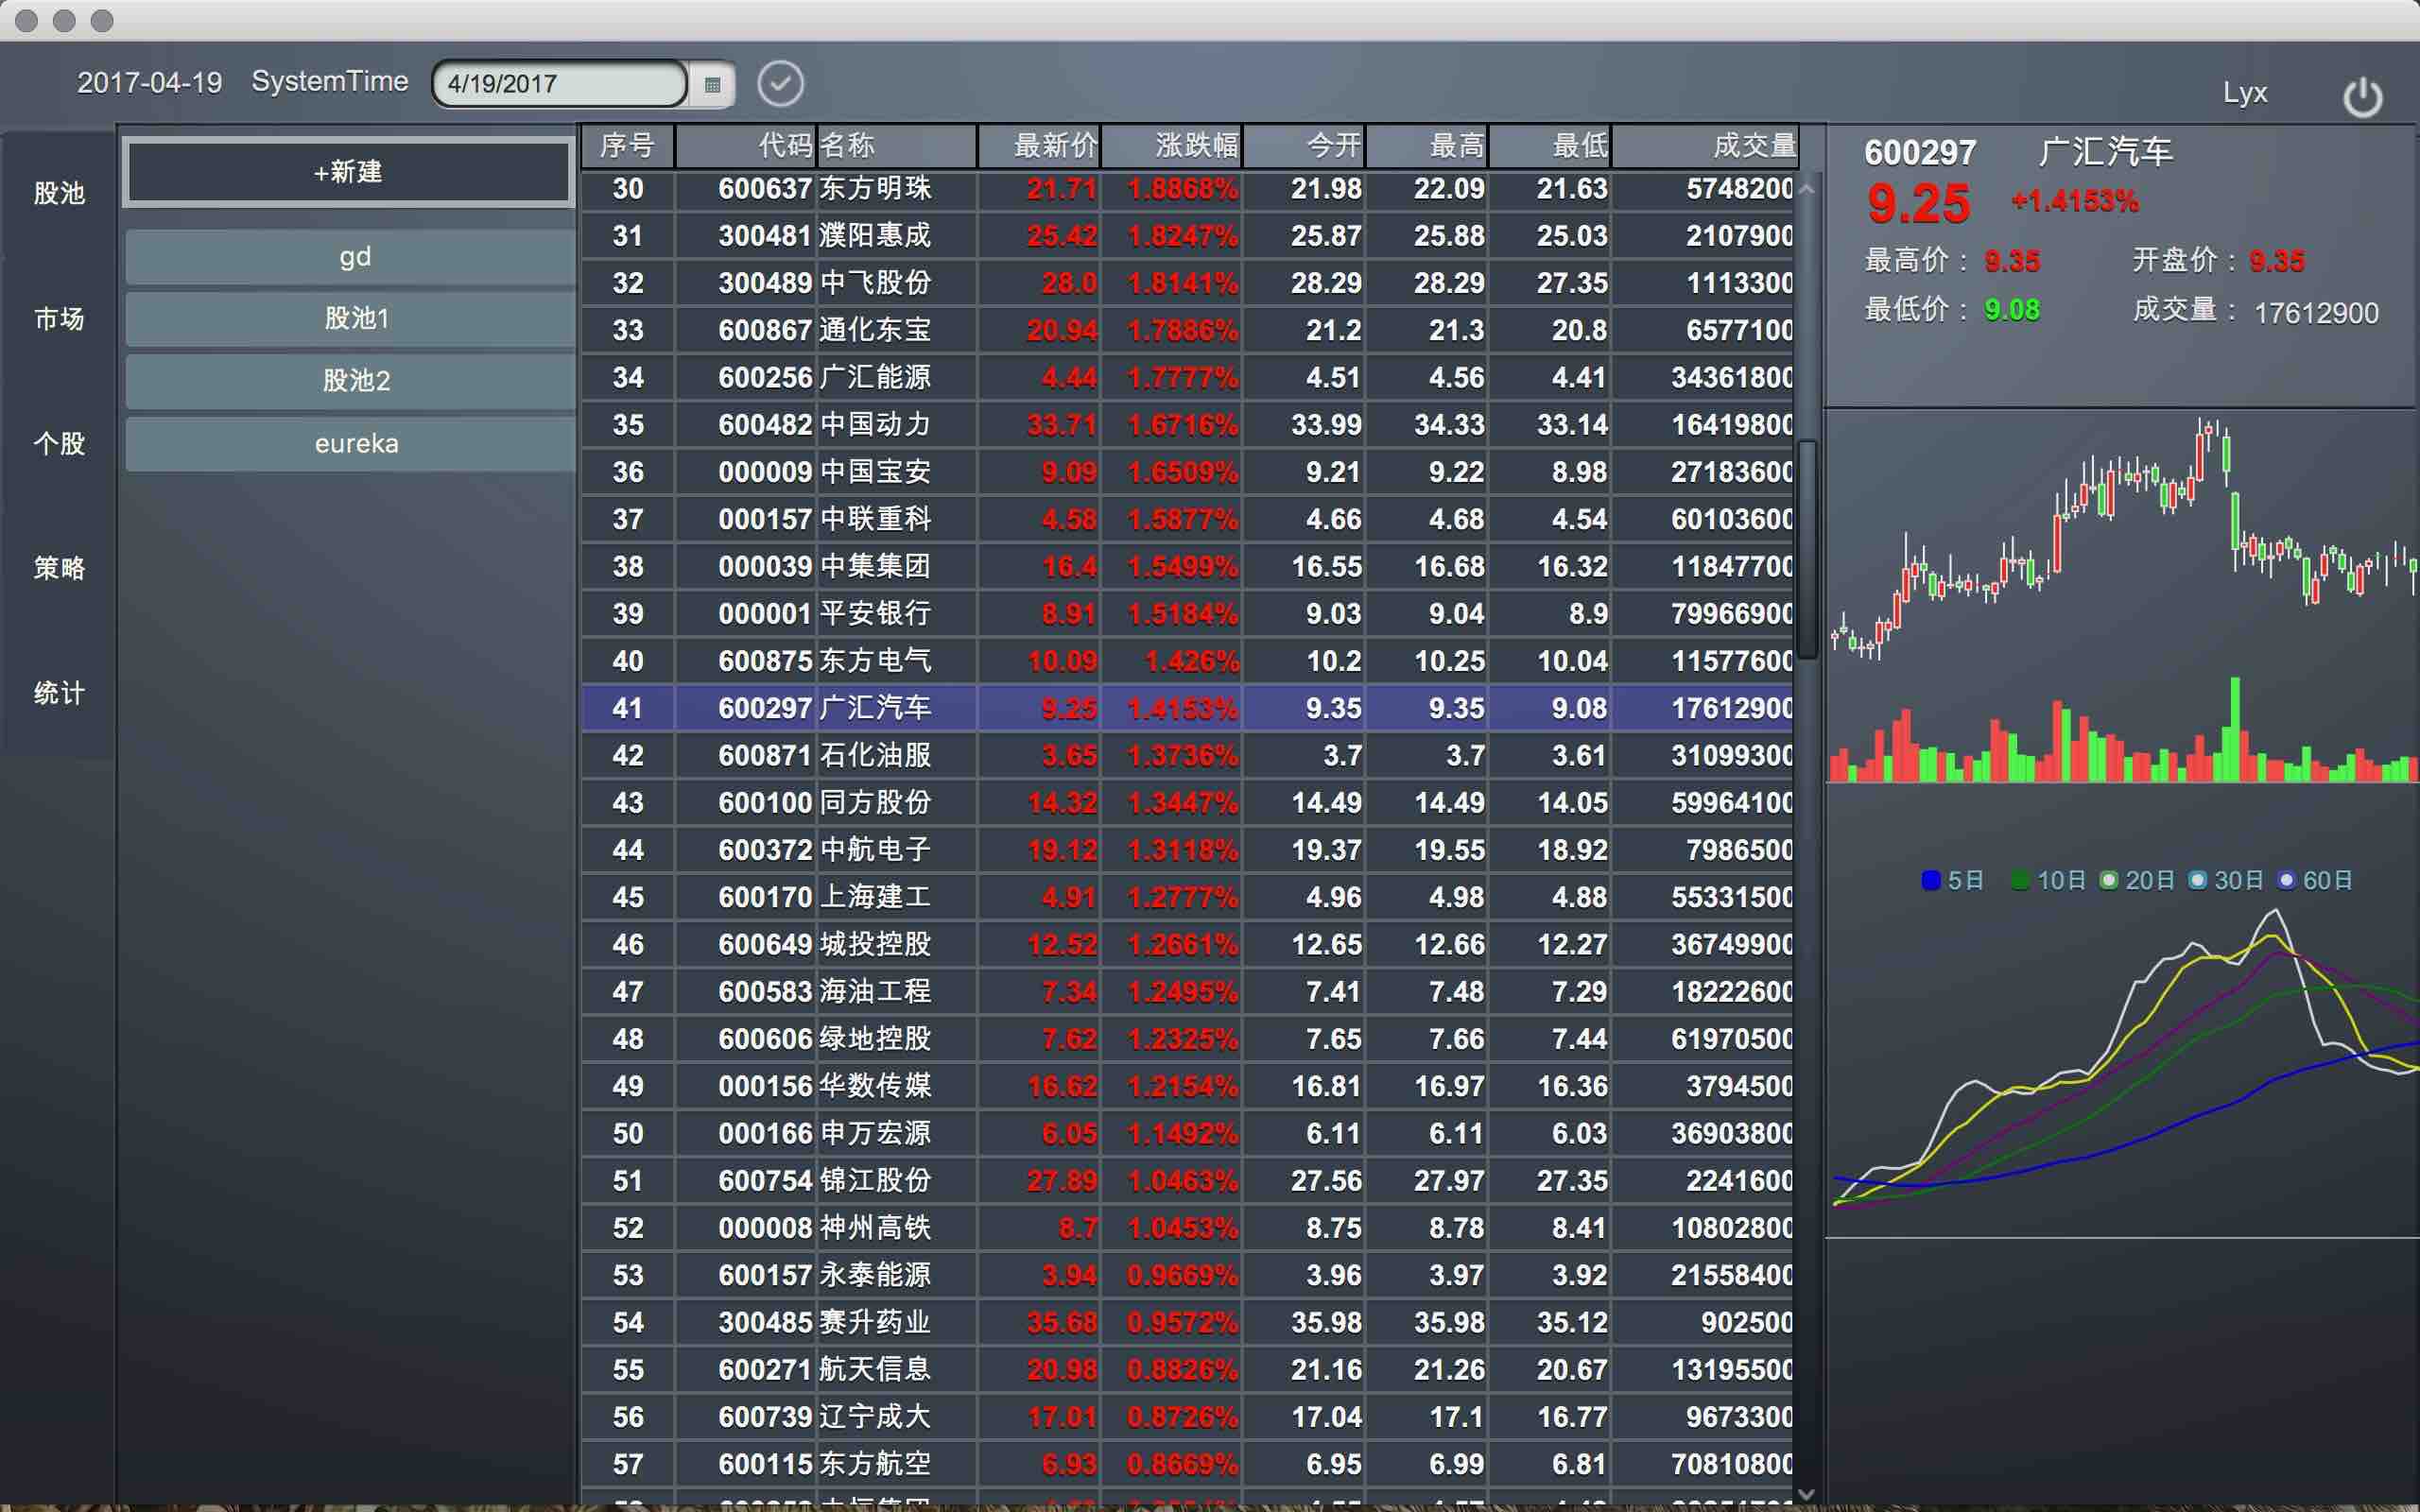 2017-04-19 SystemTime 4/19/2017 Lyx
股池
市场
个股
策略
统计
+新建
gd
股池1
股池2
eureka
序号 代码 名称 最新价 涨跌幅 今开 最高 最低 成交量
30 600637 东方明珠 21.71 1.8868% 21.98 22.09 21.63 5748200
31 300481 濮阳惠成 25.42 1.8247% 25.87 25.88 25.03 2107900
32 300489 中飞股份 28.0 1.8141% 28.29 28.29 27.35 1113300
33 600867 通化东宝 20.94 1.7886% 21.2 21.3 20.8 6577100
34 600256 广汇能源 4.44 1.7777% 4.51 4.56 4.41 34361800
35 600482 中国动力 33.71 1.6716% 33.99 34.33 33.14 16419800
36 000009 中国宝安 9.09 1.6509% 9.21 9.22 8.98 27183600
37 000157 中联重科 4.58 1.5877% 4.66 4.68 4.54 60103600
38 000039 中集集团 16.4 1.5499% 16.55 16.68 16.32 11847700
39 000001 平安银行 8.91 1.5184% 9.03 9.04 8.9 79966900
40 600875 东方电气 10.09 1.426% 10.2 10.25 10.04 11577600
41 600297 广汇汽车 9.25 1.4153% 9.35 9.35 9.08 17612900
42 600871 石化油服 3.65 1.3736% 3.7 3.7 3.61 31099300
43 600100 同方股份 14.32 1.3447% 14.49 14.49 14.05 59964100
44 600372 中航电子 19.12 1.3118% 19.37 19.55 18.92 7986500
45 600170 上海建工 4.91 1.2777% 4.96 4.98 4.88 55331500
46 600649 城投控股 12.52 1.2661% 12.65 12.66 12.27 36749900
47 600583 海油工程 7.34 1.2495% 7.41 7.48 7.29 18222600
48 600606 绿地控股 7.62 1.2325% 7.65 7.66 7.44 61970500
49 000156 华数传媒 16.62 1.2154% 16.81 16.97 16.36 3794500
50 000166 申万宏源 6.05 1.1492% 6.11 6.11 6.03 36903800
51 600754 锦江股份 27.89 1.0463% 27.56 27.97 27.35 2241600
52 000008 神州高铁 8.7 1.0453% 8.75 8.78 8.41 10802800
53 600157 永泰能源 3.94 0.9669% 3.96 3.97 3.92 21558400
54 300485 赛升药业 35.68 0.9572% 35.98 35.98 35.12 902500
55 600271 航天信息 20.98 0.8826% 21.16 21.26 20.67 13195500
56 600739 辽宁成大 17.01 0.8726% 17.04 17.1 16.77 9673300
57 600115 东方航空 6.93 0.8669% 6.95 6.99 6.81 70810800
600297 广汇汽车
9.25 +1.4153%
最高价： 9.35 开盘价： 9.35
最低价： 9.08 成交量： 17612900
5日 10日 20日 30日 60日